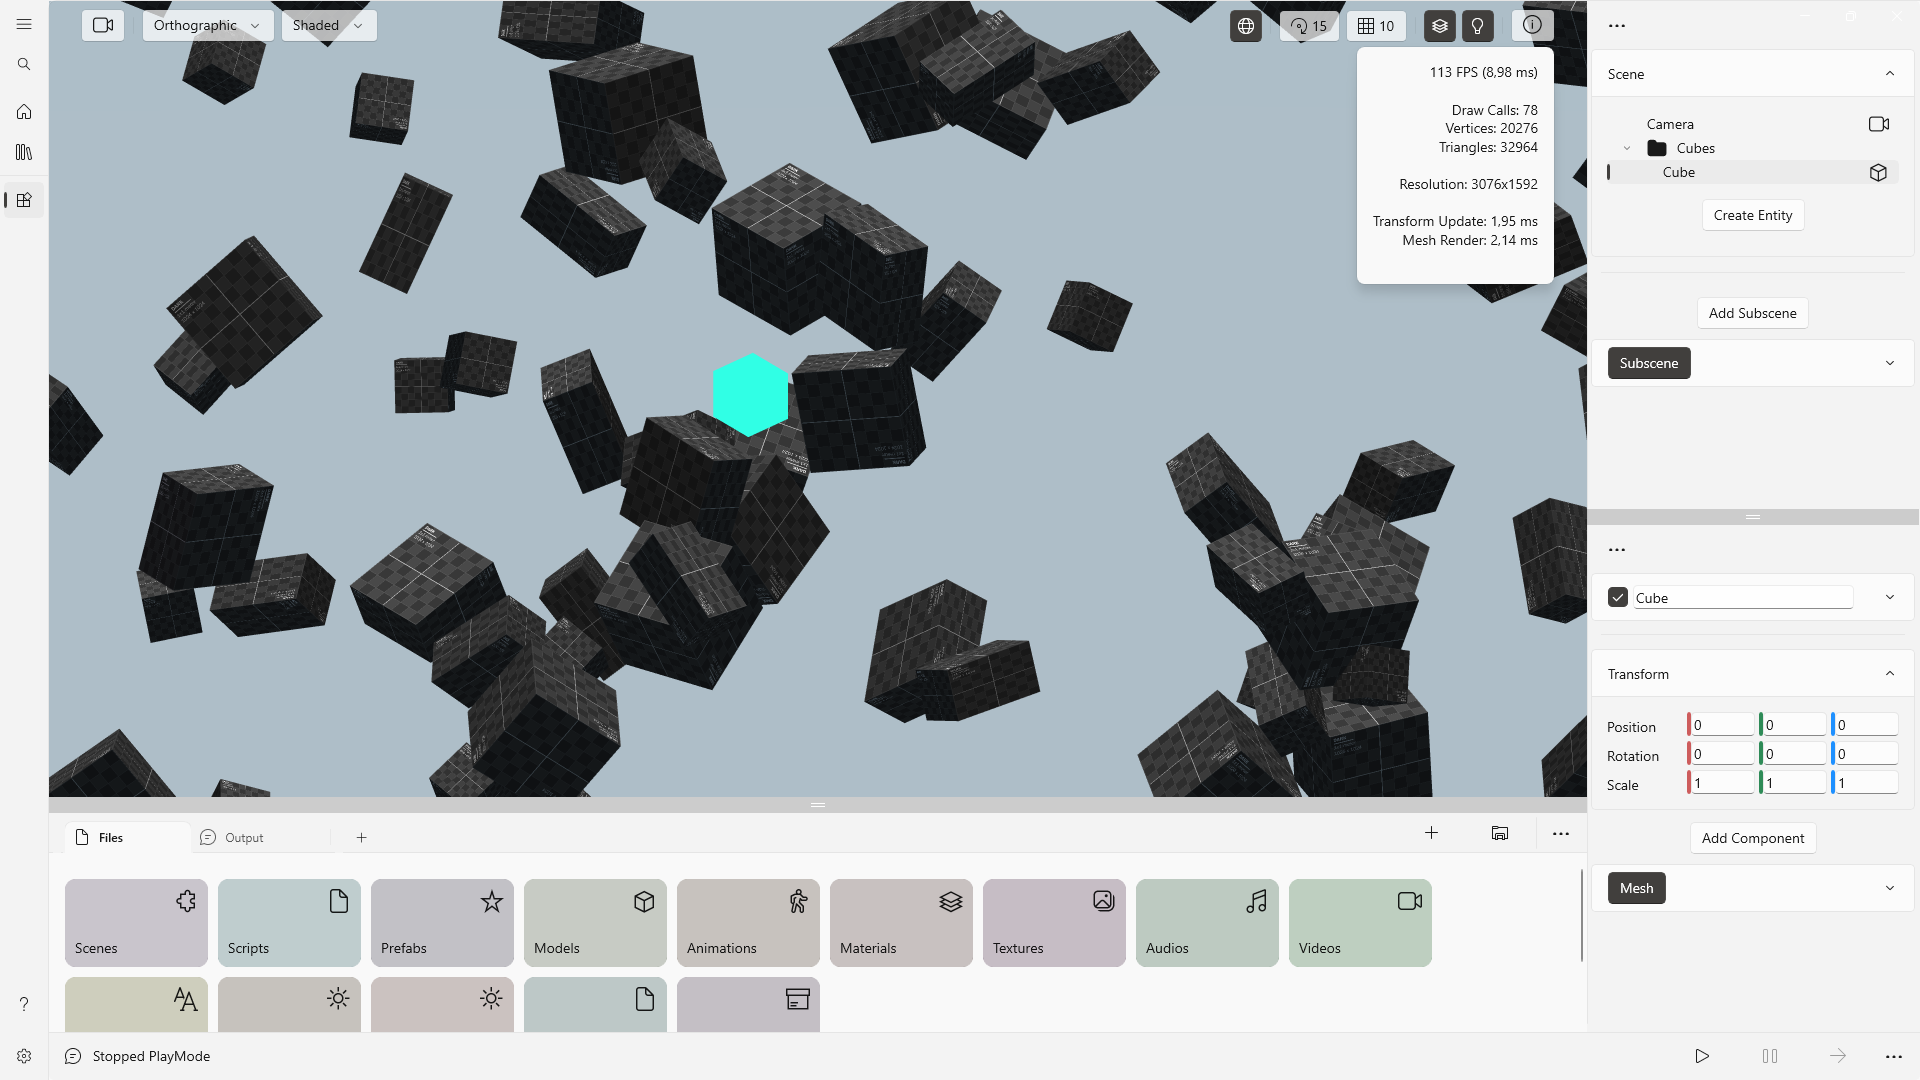 Orthographic
Shaded
15
10
113 FPS (8,98 ms)
Draw Calls: 78
Vertices: 20276
Triangles: 32964
Resolution: 3076x1592
Transform Update: 1,95 ms
Mesh Render: 2,14 ms
Scene
Camera
Cubes
Cube
Create Entity
Add Subscene
Subscene
Cube
Transform
Position 0 0 0
Rotation 0 0 0
Scale 1 1 1
Add Component
Mesh
Files
Output
Scenes
Scripts
Prefabs
Models
Animations
Materials
Textures
Audios
Videos
Stopped PlayMode